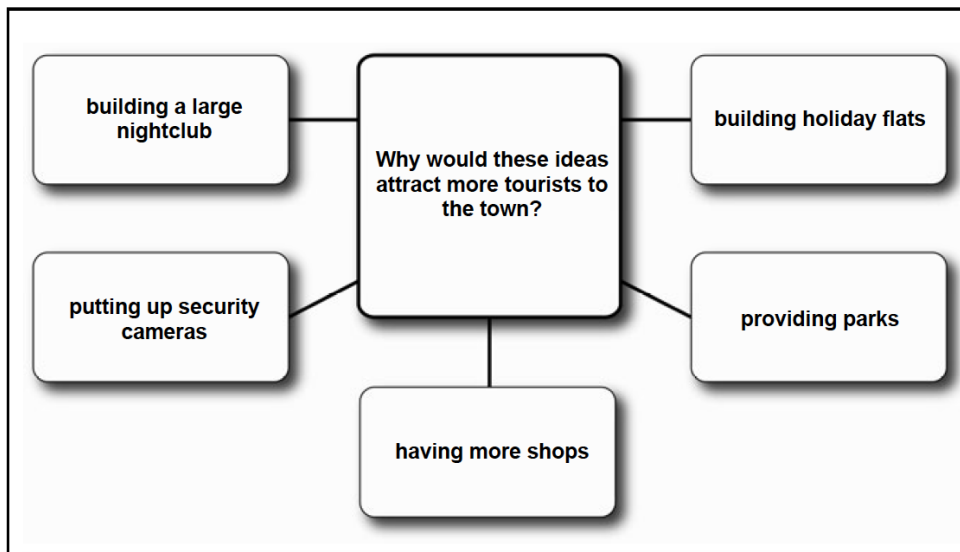 building a large
nightclub
Why would these ideas
attract more tourists to
the town?
building holiday flats
putting up security
cameras
providing parks
having more shops